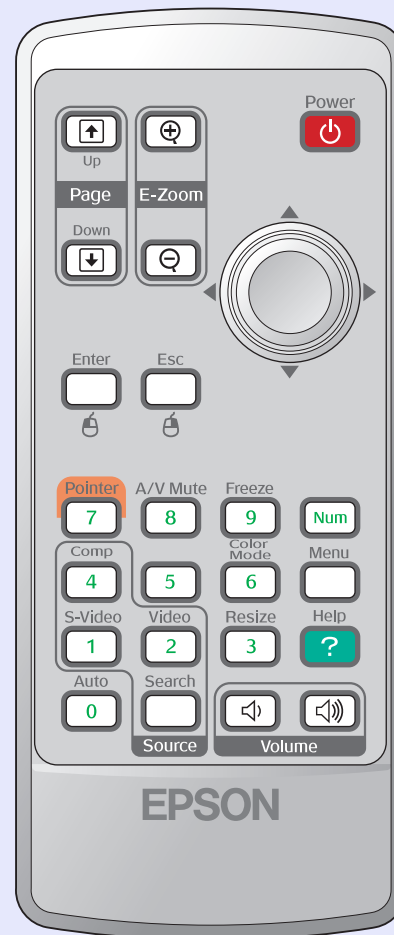 Power
Up
Page E-Zoom
Down
Enter Esc
Pointer A/V Mute Freeze
7 8 9 Num
Comp Color Mode Menu
4 5 6
S-Video Video Resize Help
1 2 3 ?
Auto Search
0
Source Volume
EPSON